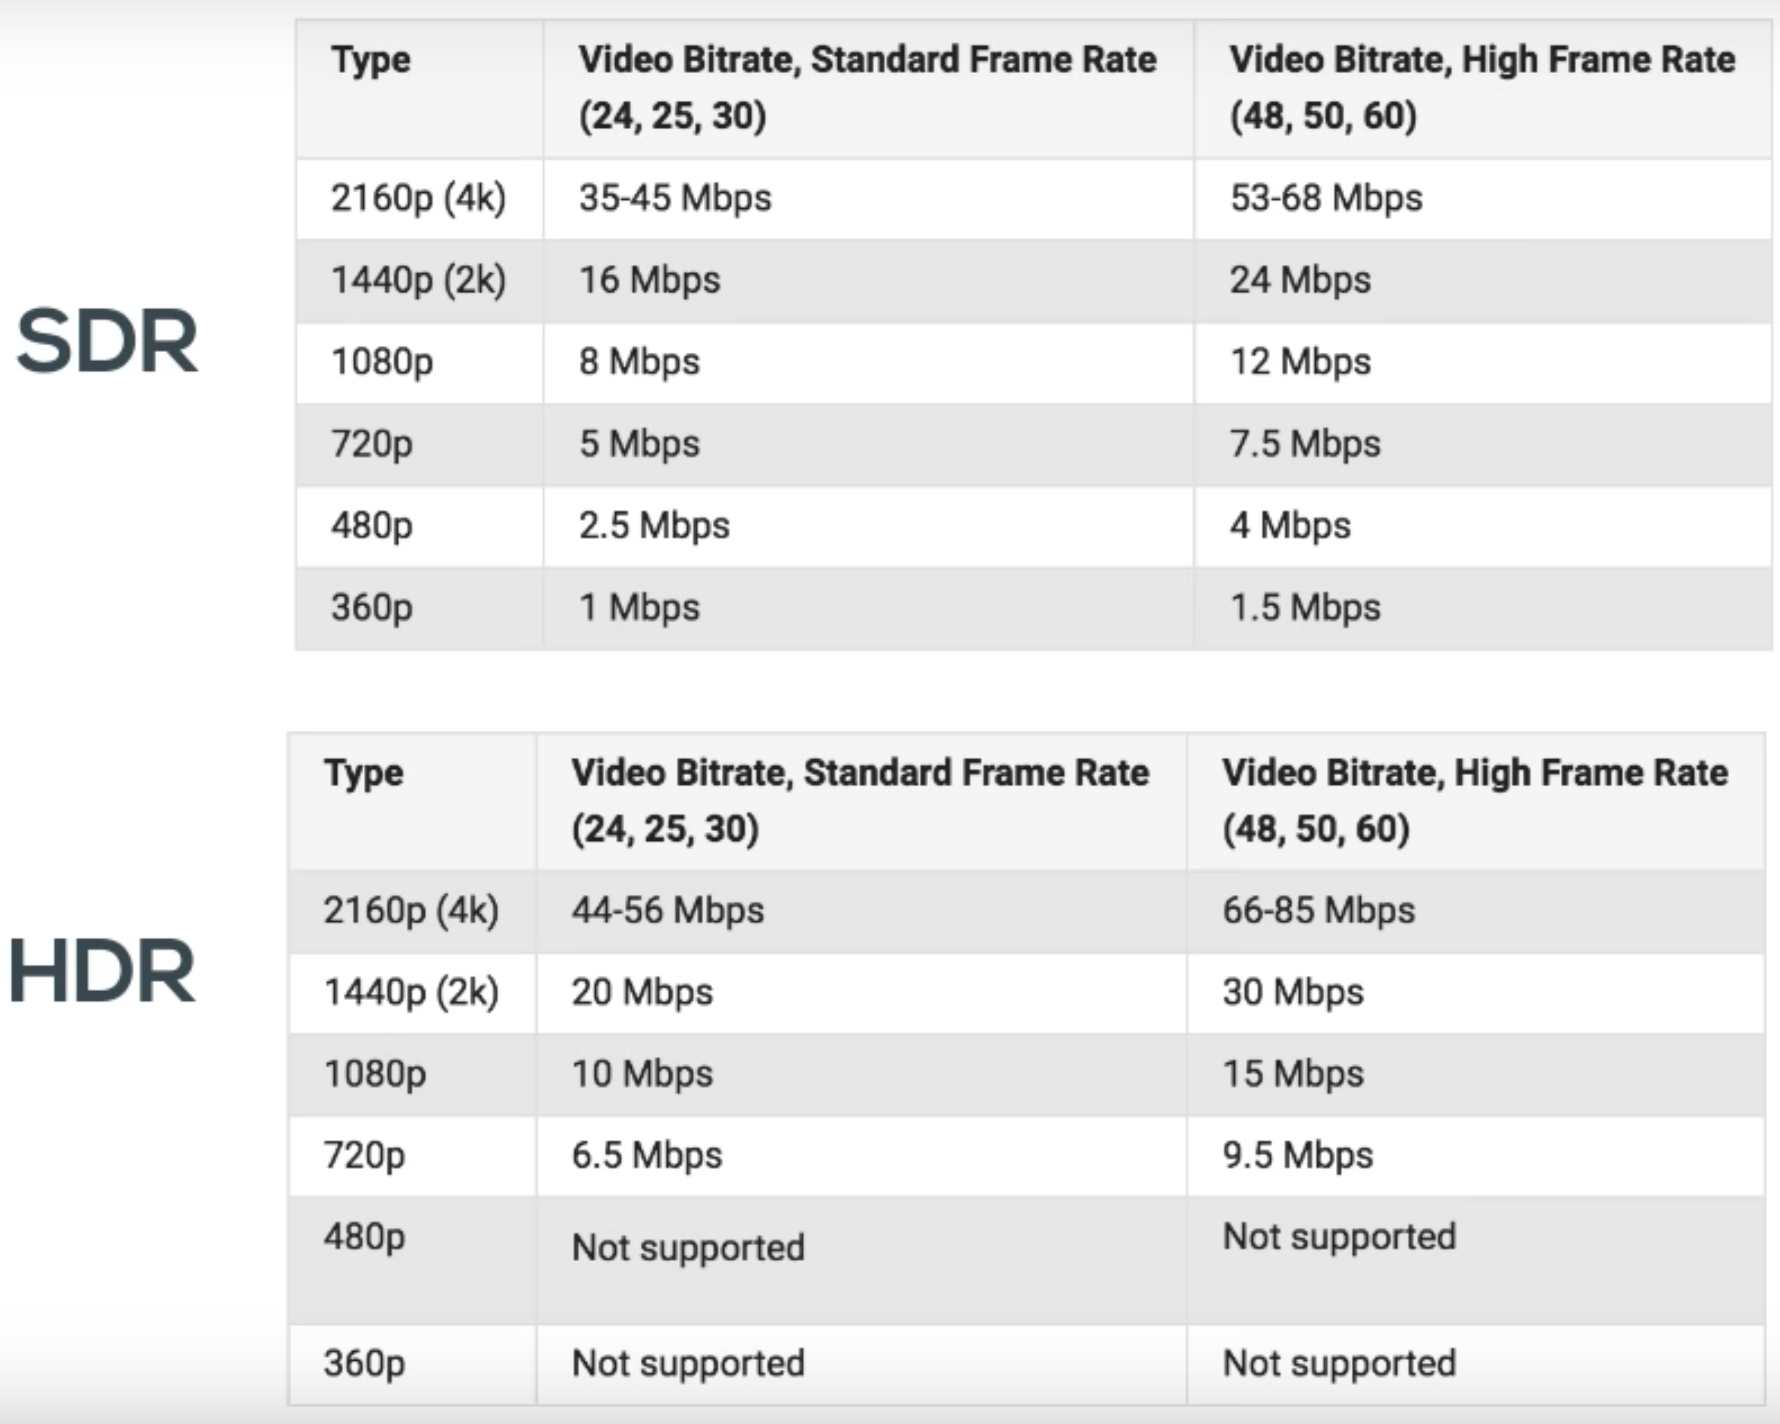 SDR
Type Video Bitrate, Standard Frame Rate (24, 25, 30) Video Bitrate, High Frame Rate (48, 50, 60)
2160p (4k) 35-45 Mbps 53-68 Mbps
1440p (2k) 16 Mbps 24 Mbps
1080p 8 Mbps 12 Mbps
720p 5 Mbps 7.5 Mbps
480p 2.5 Mbps 4 Mbps
360p 1 Mbps 1.5 Mbps
HDR
Type Video Bitrate, Standard Frame Rate (24, 25, 30) Video Bitrate, High Frame Rate (48, 50, 60)
2160p (4k) 44-56 Mbps 66-85 Mbps
1440p (2k) 20 Mbps 30 Mbps
1080p 10 Mbps 15 Mbps
720p 6.5 Mbps 9.5 Mbps
480p Not supported Not supported
360p Not supported Not supported